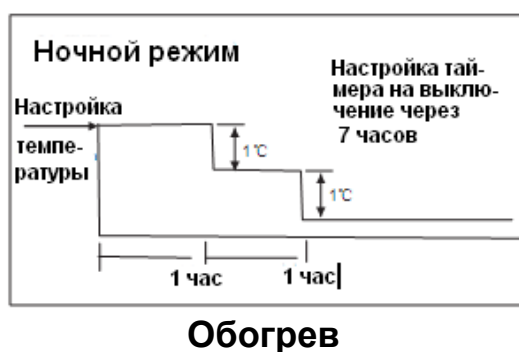 Ночной режим
Настройка тай-
мера на выклю-
чение через
7 часов
Настройка
темпе-
ратуры
1℃
1℃
1 час
1 час
Обогрев